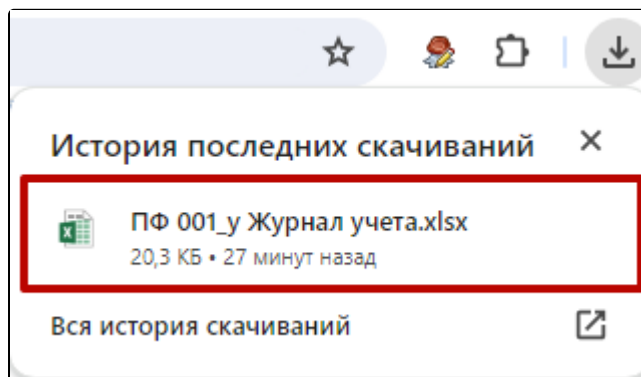 История последних скачиваний
ПФ 001_у Журнал учета.xlsx
20,3 КБ • 27 минут назад
Вся история скачиваний